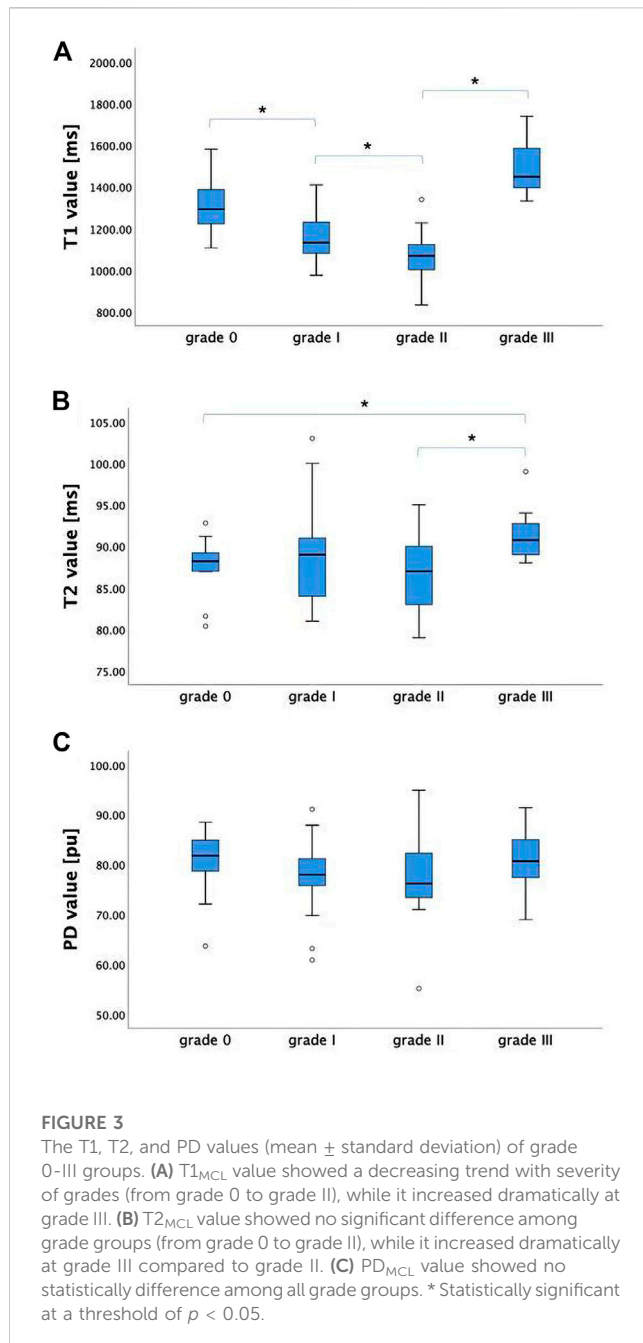 A
2000.00
1800.00
1600.00
1400.00
1200.00
1000.00
800.00
T1 value [ms]
*
*
*
grade 0 grade I grade II grade III
B
105.00
100.00
95.00
90.00
85.00
80.00
75.00
T2 value [ms]
*
*
grade 0 grade I grade II grade III
C
100.00
90.00
80.00
70.00
60.00
50.00
PD value [pu]
grade 0 grade I grade II grade III
FIGURE 3
The T1, T2, and PD values (mean ± standard deviation) of grade
0-III groups. (A) T1MCL value showed a decreasing trend with severity
of grades (from grade 0 to grade II), while it increased dramatically at
grade III. (B) T2MCL value showed no significant difference among
grade groups (from grade 0 to grade II), while it increased dramatically
at grade III compared to grade II. (C) PDMCL value showed no
statistically difference among all grade groups. * Statistically significant
at a threshold of p < 0.05.